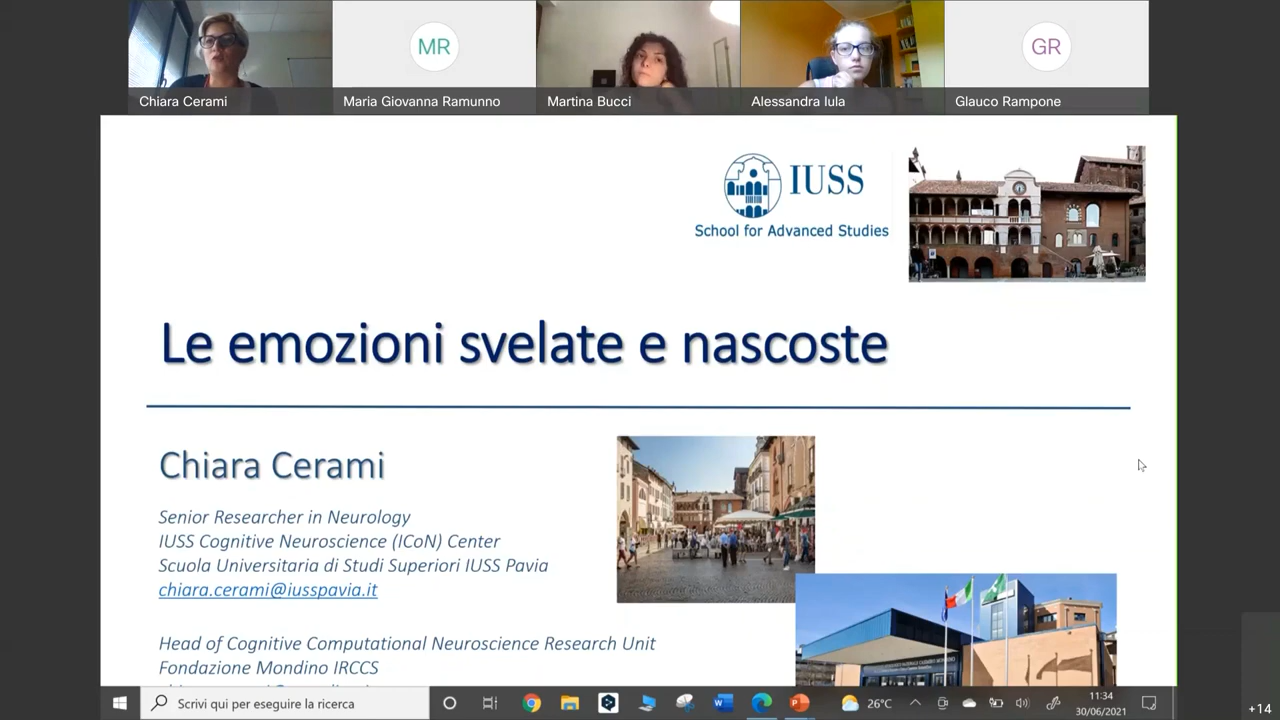 MR
GR
Chiara Cerami
Maria Giovanna Ramunno
Martina Bucci
Alessandra Iula
Glauco Rampone
IUSS
School for Advanced Studies
Le emozioni svelate e nascoste
Chiara Cerami
Senior Researcher in Neurology
IUSS Cognitive Neuroscience (ICoN) Center
Scuola Universitaria di Studi Superiori IUSS Pavia
chiara.cerami@iusspavia.it
Head of Cognitive Computational Neuroscience Research Unit
Fondazione Mondino IRCCS
Scrivi qui per eseguire la ricerca
26°C
11:34
30/06/2021
+14